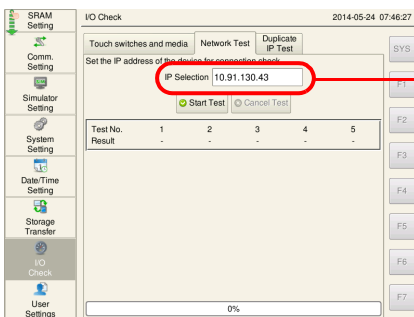 SRAM
Setting
I/O Check
2014-05-24 07:46:27
Comm.
Setting
Simulator
Setting
System
Setting
Date/Time
Setting
Storage
Transfer
I/O
Check
User
Settings
Touch switches and media
Network Test
Duplicate
IP Test
Set the IP address of the device for connection check.
IP Selection 10.91.130.43
Start Test
Cancel Test
Test No. 1 2 3 4 5
Result - - - - -
0%
SYS
F1
F2
F3
F4
F5
F6
F7